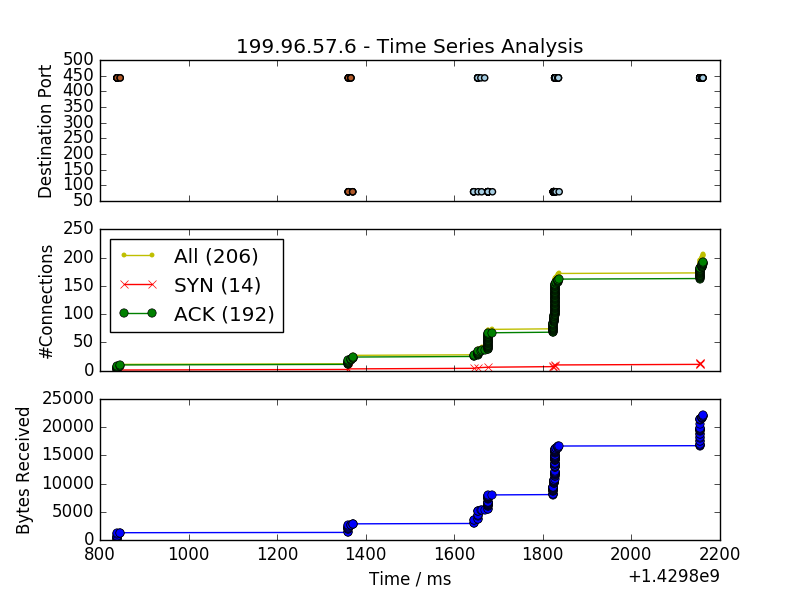 199.96.57.6 - Time Series Analysis
500
450
400
350
300
250
200
150
100
50
Destination Port
250
200
150
100
50
0
#Connections
All (206)
SYN (14)
ACK (192)
25000
20000
15000
10000
5000
0
Bytes Received
800 1000 1200 1400 1600 1800 2000 2200
Time / ms
+1.4298e9